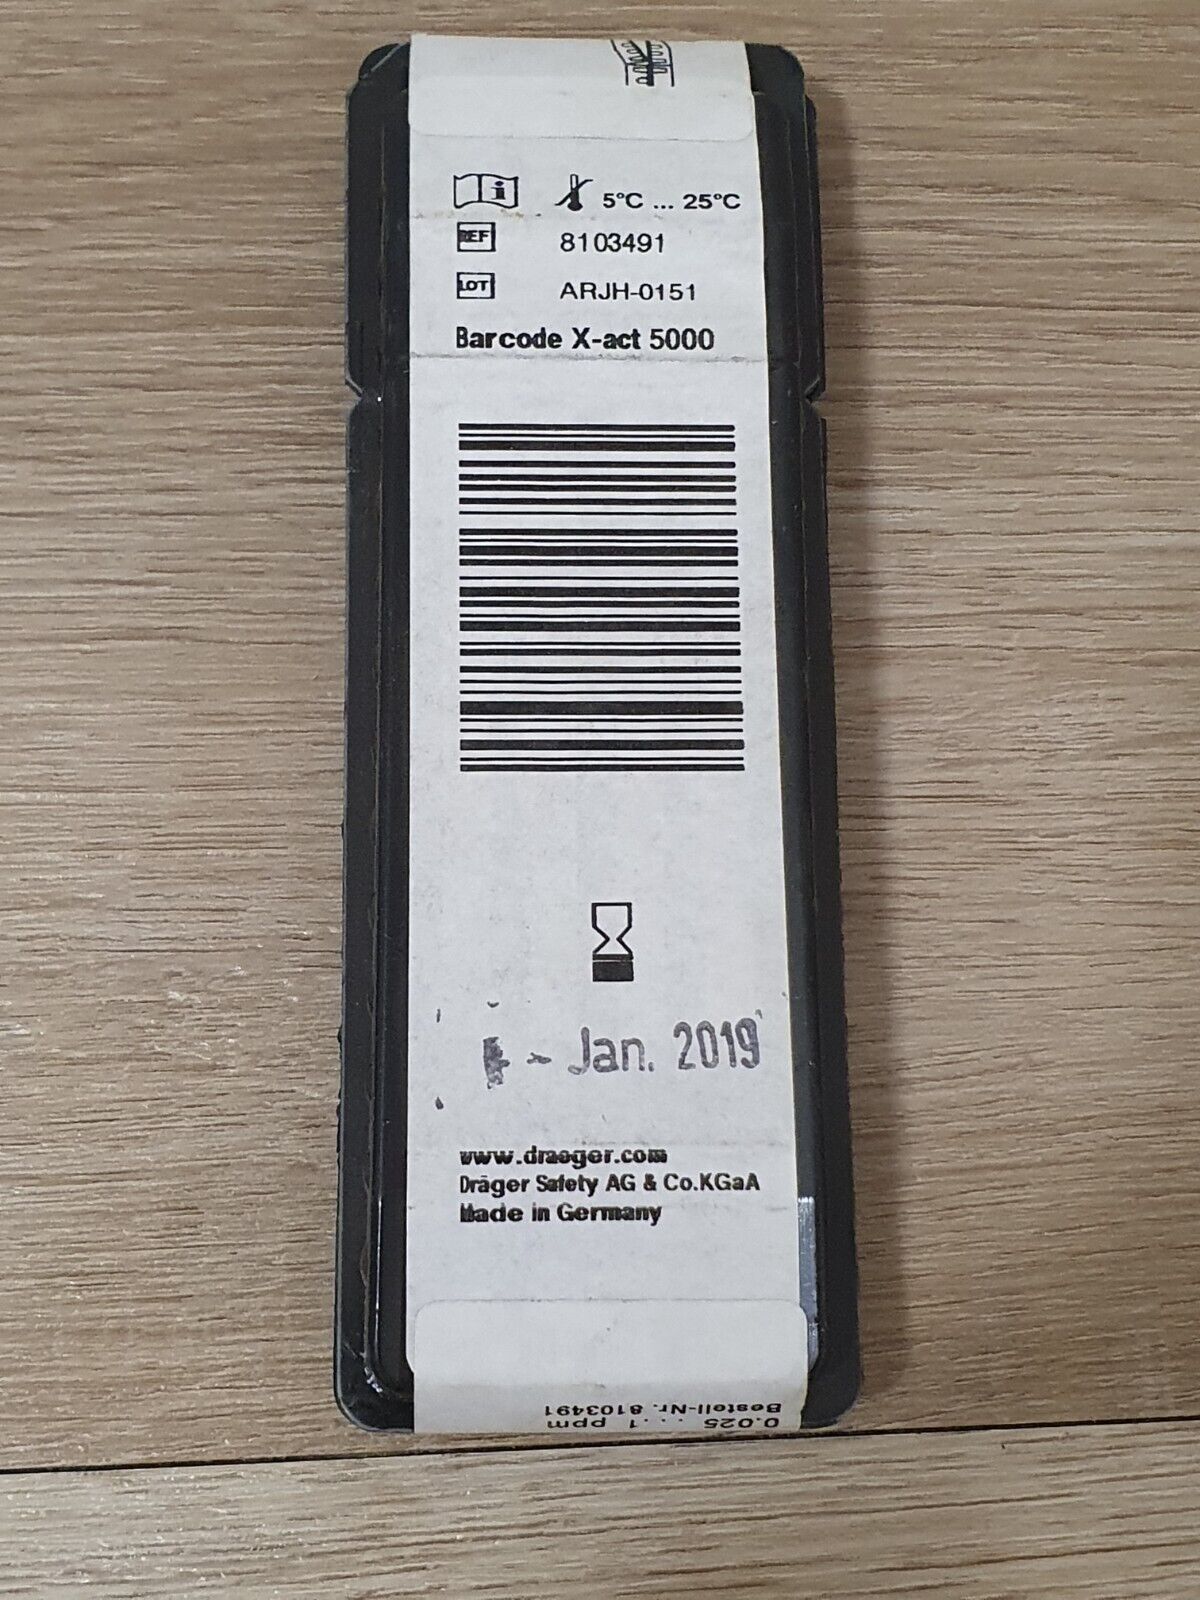 5°C ... 25°C
REF 8103491
LOT ARJH-0151
Barcode X-act 5000
Jan. 2019
www.draeger.com
Dräger Safety AG & Co.KGaA
Made in Germany
0.025 ...1 ppm
Bestell-Nr. 8103491